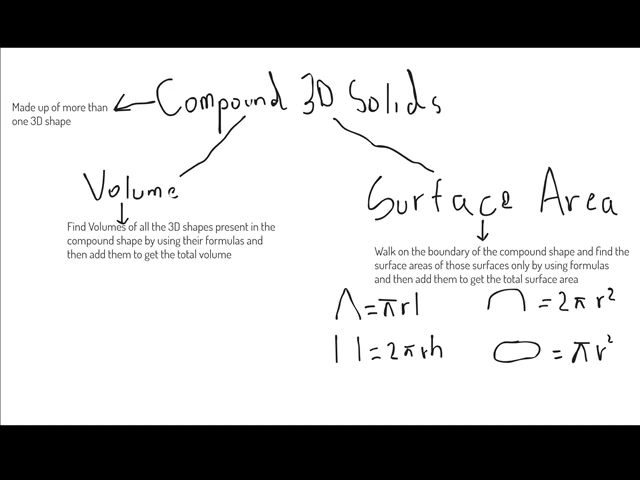 Compound 3D Solids
Made up of more than
one 3D shape
Volume
Find Volumes of all the 3D shapes present in the
compound shape by using their formulas and
then add them to get the total volume
Surface Area
Walk on the boundary of the compound shape and find the
surface areas of those surfaces only by using formulas
and then add them to get the total surface area
= πrl
= 2πr²
= 2πrh
= πr²